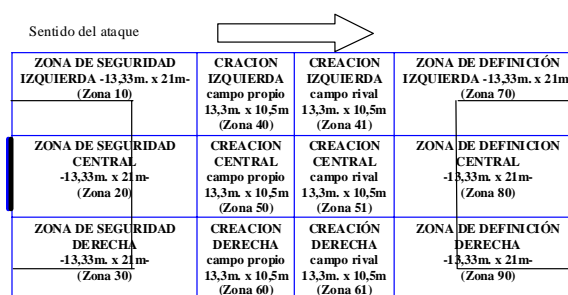 Sentido del ataque
ZONA DE SEGURIDAD
IZQUIERDA -13,33m. x 21m-
(Zona 10)
CRACION
IZQUIERDA
campo propio
13,3m. x 10,5m
(Zona 40)
CREACION
IZQUIERDA
campo rival
13,3m. x 10,5m
(Zona 41)
ZONA DE DEFINICIÓN
IZQUIERDA -13,33m. x 21m
(Zona 70)
ZONA DE SEGURIDAD
CENTRAL
-13,33m. x 21m-
(Zona 20)
CREACION
CENTRAL
campo propio
13,3m. x 10,5m
(Zona 50)
CREACION
CENTRAL
campo rival
13,3m. x 10,5m
(Zona 51)
ZONA DE DEFINICION
CENTRAL
-13,33m. x 21m-
(Zona 80)
ZONA DE SEGURIDAD
DERECHA
-13,33m. x 21m-
(Zona 30)
CREACION
DERECHA
campo propio
13,3m. x 10,5m
(Zona 60)
CREACIÓN
DERECHA
campo rival
13,3m. x 10,5m
(Zona 61)
ZONA DE DEFINICIÓN
DERECHA
-13,33m. x 21m-
(Zona 90)